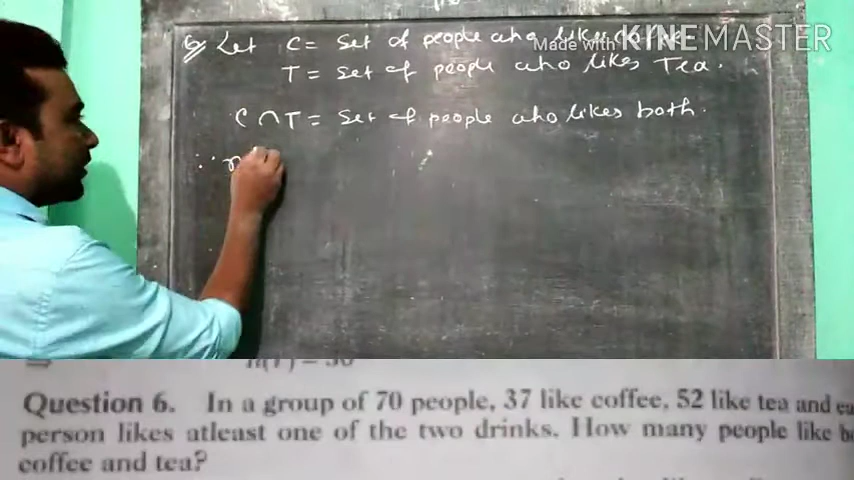 6 Let C = Set of people who likes
Made with KINEMASTER
T = Set of people who likes Tea.
C ∩ T = Set of people who likes both.
∵ n
n(T) = 30
Question 6. In a group of 70 people, 37 like coffee, 52 like tea and
person likes atleast one of the two drinks. How many people like
coffee and tea?